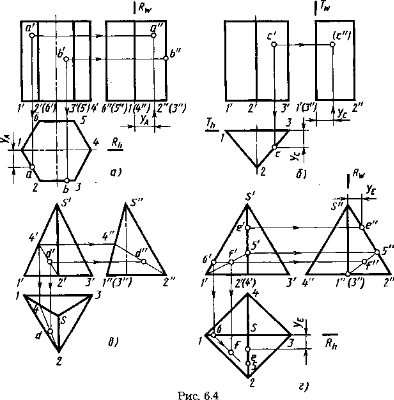 R_w
a' a''
b' b''
1' 2'(6') 3'(5') 4' 6''(5'') 1(4'') 2''(3'')
6 5
1 4
y_A y_A
R_h
a
2 b 3
а)
T_w
c' (c'')
1' 2' 3' 1'(3'') 2''
y_C
T_h 3
1 c y_C
2
б)
S' S''
4' 4''
d' d''
1' 2' 3' 1''(3'') 2''
1 3
4 S
d
2
в)
R_w
S' S'' y_E
e' e''
6' f' 5' 5''
f''
1' 2'(4') 3' 4'' 1''(3'') 2''
4
6 S y_E
1 3
f e R_h
5
2
г)
Рис. 6.4